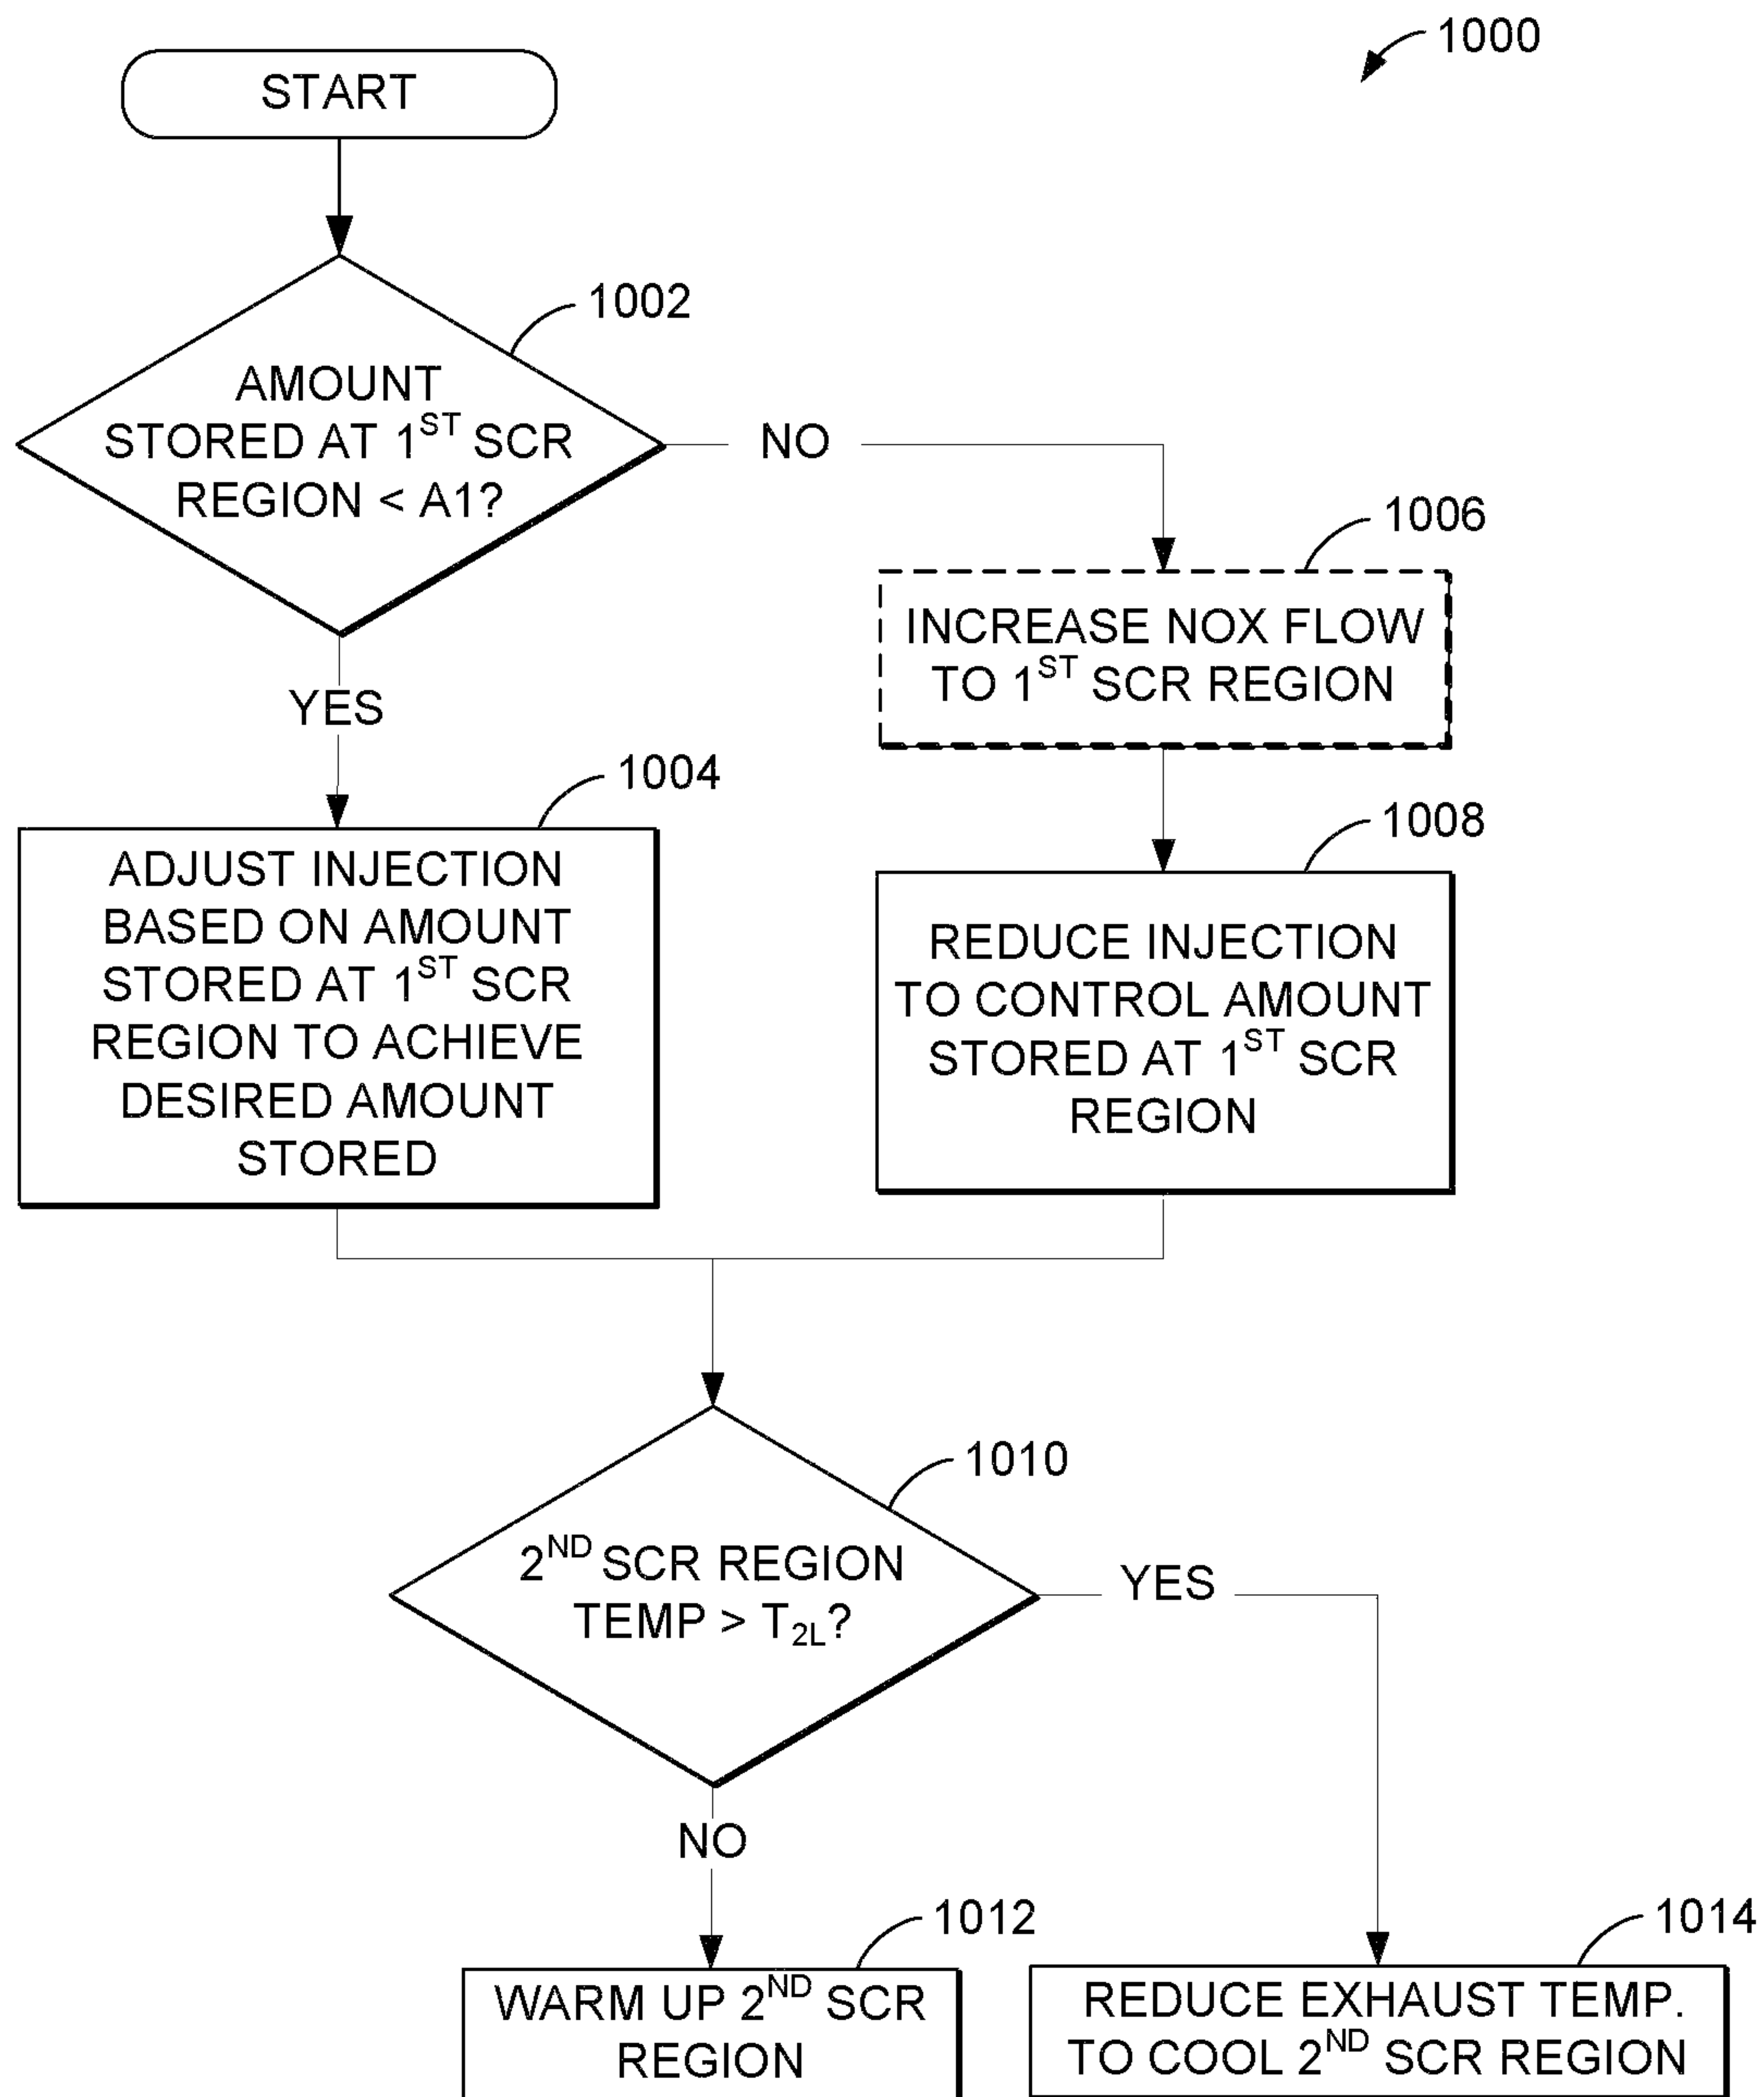 1000
START
1002
AMOUNT
STORED AT 1ST SCR
REGION < A1?
NO
YES
1006
INCREASE NOX FLOW
TO 1ST SCR REGION
1004
ADJUST INJECTION
BASED ON AMOUNT
STORED AT 1ST SCR
REGION TO ACHIEVE
DESIRED AMOUNT
STORED
1008
REDUCE INJECTION
TO CONTROL AMOUNT
STORED AT 1ST SCR
REGION
1010
2ND SCR REGION
TEMP > T2L?
YES
NO
1012
WARM UP 2ND SCR
REGION
1014
REDUCE EXHAUST TEMP.
TO COOL 2ND SCR REGION